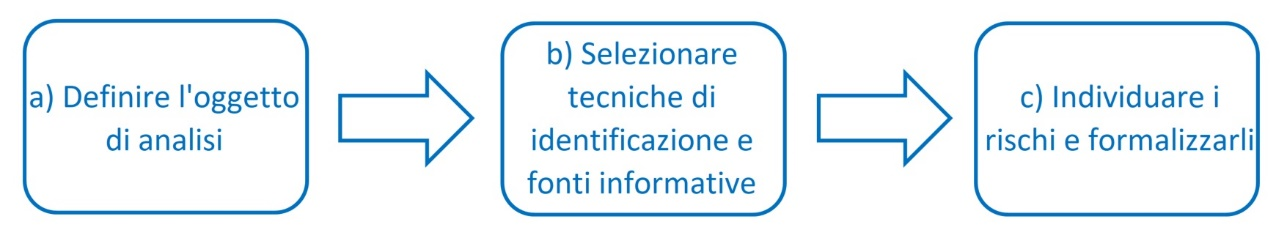 a) Definire l'oggetto
di analisi
b) Selezionare
tecniche di
identificazione e
fonti informative
c) Individuare i
rischi e formalizzarli